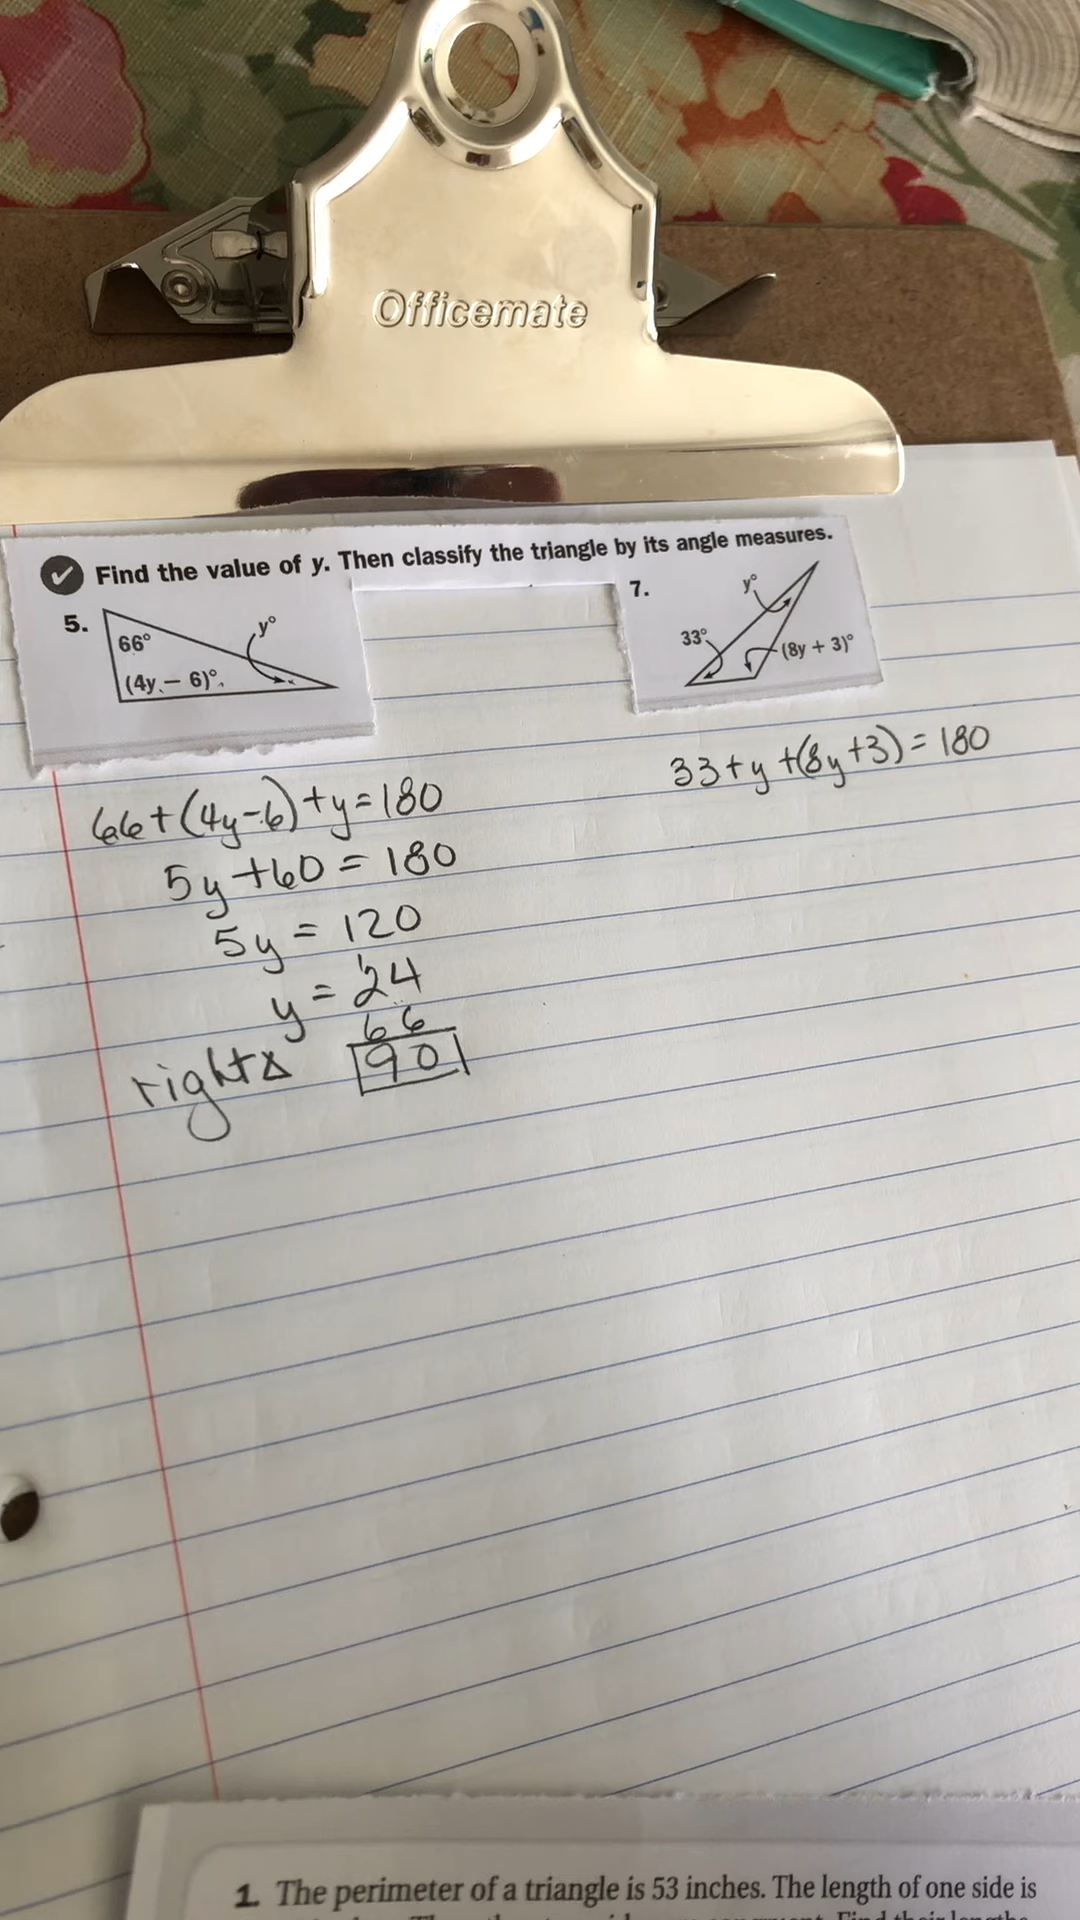 Officemate
Find the value of y. Then classify the triangle by its angle measures.
5.
66°
y°
(4y – 6)°
7.
y°
33°
(8y + 3)°
66+(4y-6)+y=180
5y+60=180
5y=120
y=24
66
90
right△
33+y+(8y+3)=180
1. The perimeter of a triangle is 53 inches. The length of one side is